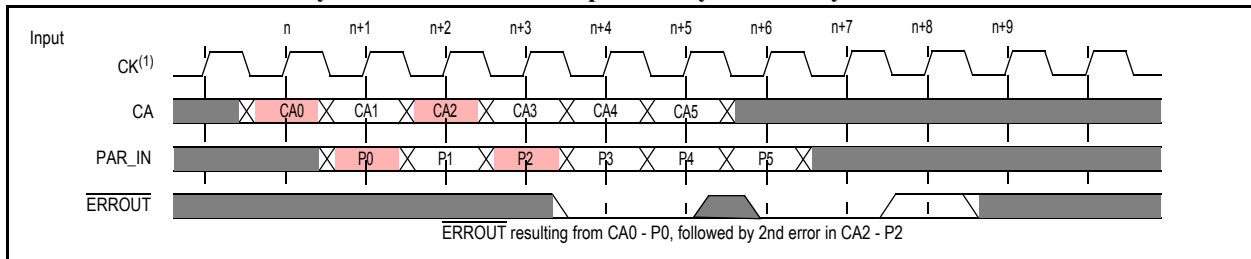 n n+1 n+2 n+3 n+4 n+5 n+6 n+7 n+8 n+9
Input
CK(1)
CA CA0 CA1 CA2 CA3 CA4 CA5
PAR_IN P0 P1 P2 P3 P4 P5
ERROUT
ERROUT resulting from CA0 - P0, followed by 2nd error in CA2 - P2